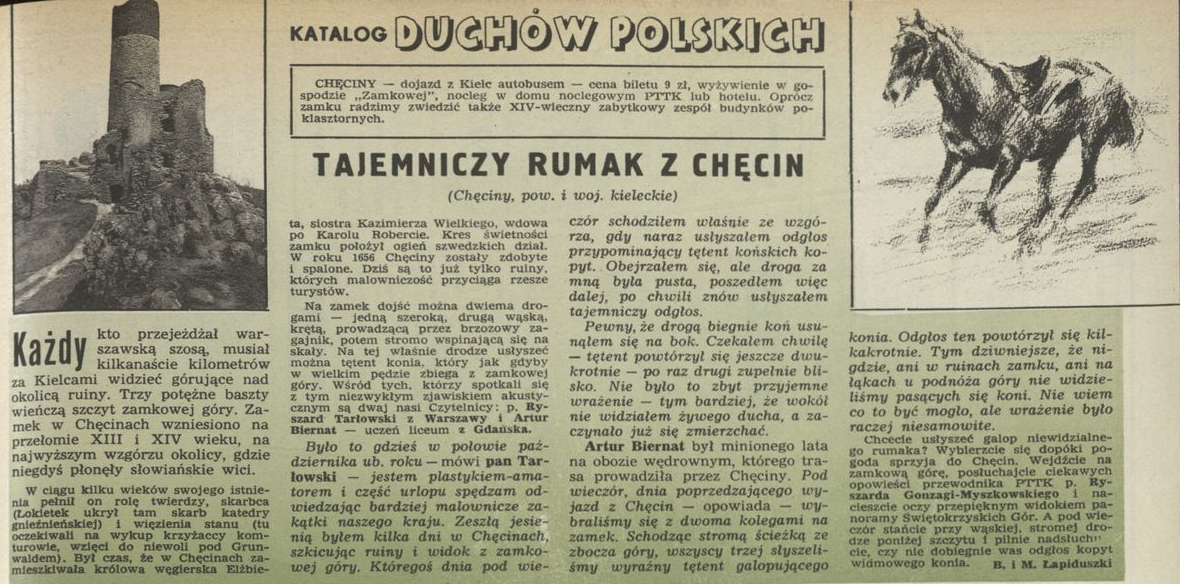 KATALOG DUCHÓW POLSKICH
CHĘCINY — dojazd z Kielc autobusem — cena biletu 9 zł, wyżywienie w go-
spodzie „Zamkowej", nocleg w domu noclegowym PTTK lub hotelu. Oprócz
zamku radzimy zwiedzić także XIV-wieczny zabytkowy zespół budynków po-
klasztornych.
TAJEMNICZY RUMAK Z CHĘCIN
(Chęciny, pow. i woj. kieleckie)
Każdy kto przejeżdżał war-
szawską szosą, musiał
kilkanaście kilometrów
za Kielcami widzieć górujące nad
okolicą ruiny. Trzy potężne baszty
wieńczą szczyt zamkowej góry. Za-
mek w Chęcinach wzniesiono na
przełomie XIII i XIV wieku, na
najwyższym wzgórzu okolicy, gdzie
niegdyś płonęły słowiańskie wici.
W ciągu kilku wieków swojego istnie-
nia pełnił on rolę twierdzy, skarbca
(Łokietek ukrył tam skarb katedry
gnieźnieńskiej) i więzienia stanu (tu
oczekiwali na wykup krzyżaccy kom-
turowie, wzięci do niewoli pod Grun-
waldem). Był czas, że w Chęcinach za-
mieszkiwała królowa węgierska Elżbie-
ta, siostra Kazimierza Wielkiego, wdowa
po Karolu Robercie. Kres świetności
zamku położył ogień szwedzkich dział.
W roku 1656 Chęciny zostały zdobyte
i spalone. Dziś są to już tylko ruiny,
których malowniczość przyciąga rzesze
turystów.
Na zamek dojść można dwiema dro-
gami — jedną szeroką, drugą wąską,
krętą, prowadzącą przez brzozowy za-
gajnik, potem stromo wspinającą się na
skały. Na tej właśnie drodze usłyszeć
można tętent konia, który jak gdyby
w wielkim pędzie zbiega z zamkowej
góry. Wśród tych, którzy spotkali się
z tym niezwykłym zjawiskiem akusty-
cznym są dwaj nasi Czytelnicy: p. Ry-
szard Tarłowski z Warszawy i Artur
Biernat — uczeń liceum z Gdańska.
Było to gdzieś w połowie paź-
dziernika ub. roku — mówi pan Tar-
łowski — jestem plastykiem-ama-
torem i część urlopu spędzam od-
wiedzając bardziej malownicze za-
kątki naszego kraju. Zeszłą jesie-
nią byłem kilka dni w Chęcinach,
szkicując ruiny i widok z zamko-
wej góry. Któregoś dnia pod wie-
czór schodziłem właśnie ze wzgó-
rza, gdy naraz usłyszałem odgłos
przypominający tętent końskich ko-
pyt. Obejrzałem się, ale droga za
mną była pusta, poszedłem więc
dalej, po chwili znów usłyszałem
tajemniczy odgłos.
Pewny, że drogą biegnie koń usu-
nąłem się na bok. Czekałem chwilę
— tętent powtórzył się jeszcze dwu-
krotnie — po raz drugi zupełnie bli-
sko. Nie było to zbyt przyjemne
wrażenie — tym bardziej, że wokół
nie widziałem żywego ducha, a za-
czynało już się zmierzchać.
Artur Biernat był minionego lata
na obozie wędrownym, którego tra-
sa prowadziła przez Chęciny. Pod
wieczór, dnia poprzedzającego wy-
jazd z Chęcin — opowiada — wy-
braliśmy się z dwoma kolegami na
zamek. Schodząc stromą ścieżką ze
zbocza góry, wszyscy trzej słyszeli-
śmy wyraźny tętent galopującego
konia. Odgłos ten powtórzył się kil-
kakrotnie. Tym dziwniejsze, że ni-
gdzie, ani w ruinach zamku, ani na
łąkach u podnóża góry nie widzie-
liśmy pasących się koni. Nie wiem
co to być mogło, ale wrażenie było
raczej niesamowite.
Chcecie usłyszeć galop niewidzialne-
go rumaka? Wybierzcie się dopóki po-
goda sprzyja do Chęcin. Wejdźcie na
zamkową górę, posłuchajcie ciekawych
opowieści przewodnika PTTK p. Ry-
szarda Gonzagi-Myszkowskiego i na-
cieszcie oczy przepięknym widokiem pa-
noramy Świętokrzyskich Gór. A pod wie-
czór stańcie przy wąskiej, stromej dro-
dze poniżej szczytu i pilnie nadsłuchuj-
cie, czy nie dobiegnie was odgłos kopyt
widmowego konia. B. i M. Łapiduszki